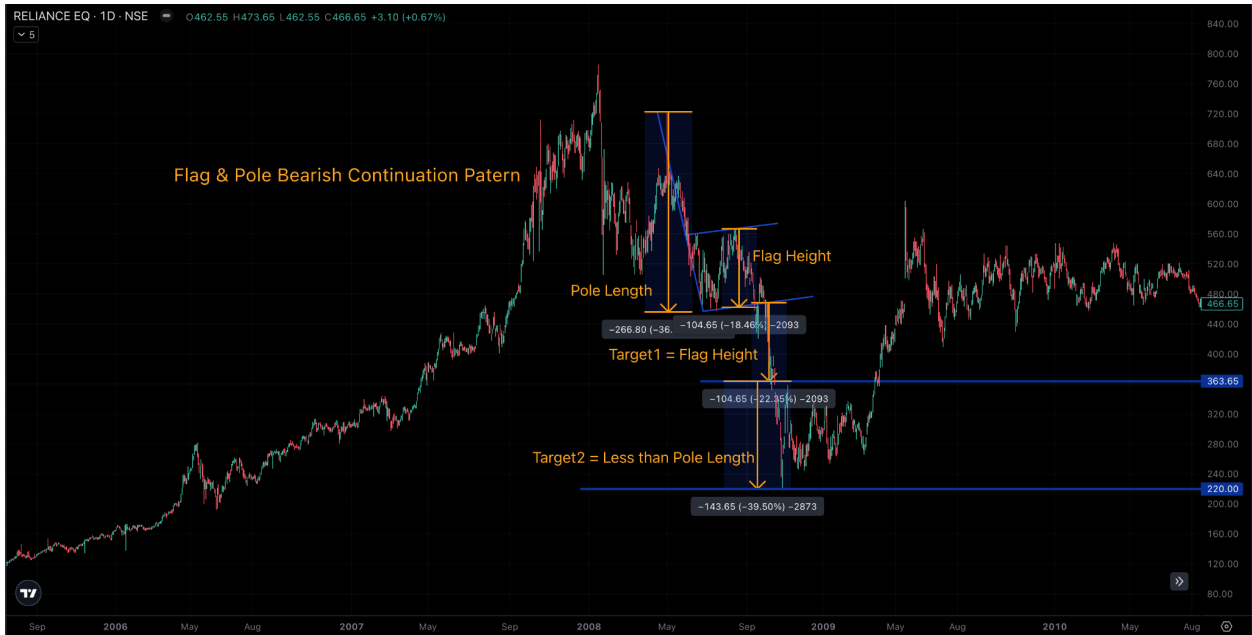 RELIANCE EQ · 1D · NSE O462.55 H473.65 L462.55 C466.65 +3.10 (+0.67%)
5
Flag & Pole Bearish Continuation Patern
Flag Height
Pole Length
−266.80 (−36.
−104.65 (−18.46%) −2093
Target1 = Flag Height
−104.65 (−22.35%) −2093
Target2 = Less than Pole Length
−143.65 (−39.50%) −2873
840.00
800.00
760.00
720.00
680.00
640.00
600.00
560.00
520.00
480.00
466.65
440.00
400.00
363.65
320.00
280.00
240.00
220.00
200.00
160.00
120.00
80.00
Sep 2006 May Aug 2007 May Sep 2008 May Sep 2009 May Aug 2010 May Aug